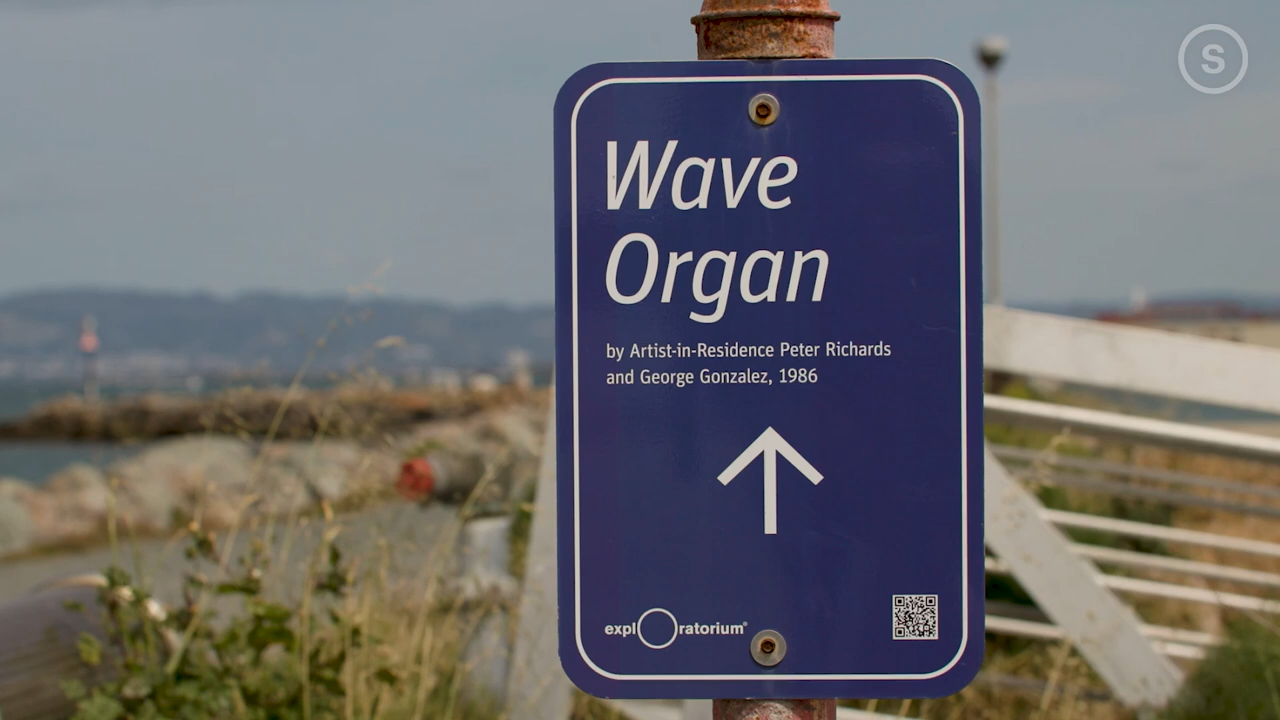 S
Wave
Organ
by Artist-in-Residence Peter Richards
and George Gonzalez, 1986
explOratorium®